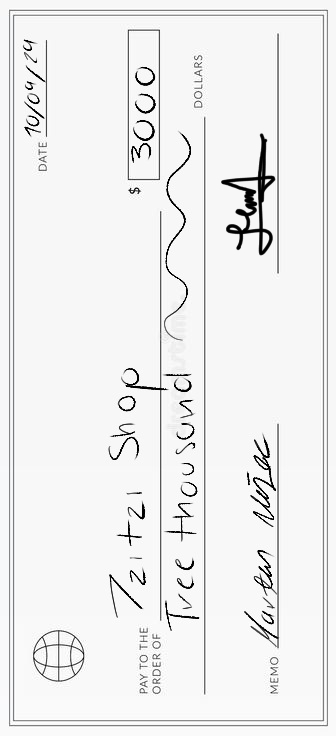 DATE 10/09/24
PAY TO THE
ORDER OF Tzitzi Shop $ 3000
Tree thousand DOLLARS
MEMO